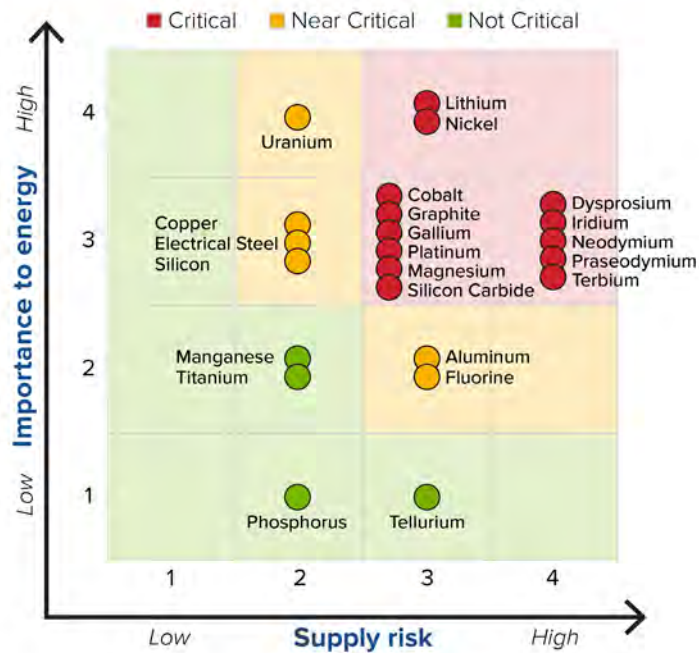 Critical Near Critical Not Critical
High
4
Lithium
Nickel
Uranium
Importance to energy
3
Copper
Electrical Steel
Silicon
Cobalt
Graphite
Gallium
Platinum
Magnesium
Silicon Carbide
Dysprosium
Iridium
Neodymium
Praseodymium
Terbium
2
Manganese
Titanium
Aluminum
Fluorine
Low
1
Phosphorus
Tellurium
1 2 3 4
Low Supply risk High